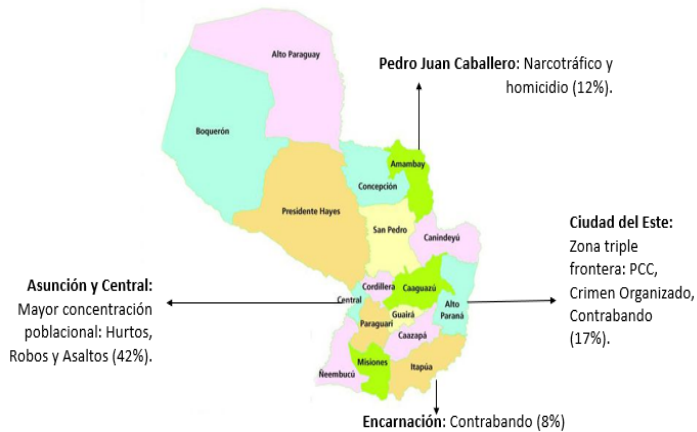 Alto Paraguay
Pedro Juan Caballero: Narcotráfico y
homicidio (12%).
Boquerón
Amambay
Concepción
Presidente Hayes
San Pedro
Canindeyú
Ciudad del Este:
Zona triple
frontera: PCC,
Crimen Organizado,
Contrabando
(17%).
Asunción y Central:
Mayor concentración
poblacional: Hurtos,
Robos y Asaltos (42%).
Cordillera
Caaguazú
Central
Alto
Paraná
Guairá
Paraguarí
Caazapá
Misiones
Itapúa
Ñeembucú
Encarnación: Contrabando (8%)